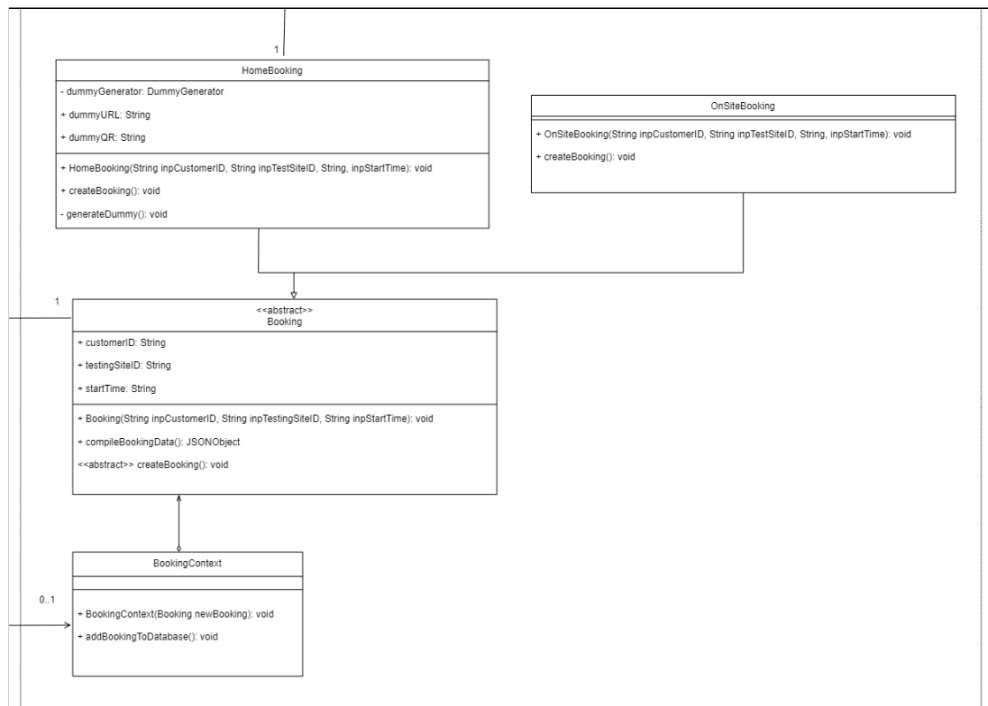 1
HomeBooking
- dummyGenerator: DummyGenerator
+ dummyURL: String
+ dummyQR: String
+ HomeBooking(String inpCustomerID, String inpTestSiteID, String, inpStartTime): void
+ createBooking(): void
- generateDummy(): void
OnSiteBooking
+ OnSiteBooking(String inpCustomerID, String inpTestSiteID, String, inpStartTime): void
+ createBooking(): void
1
<<abstract>>
Booking
+ customerID: String
+ testingSiteID: String
+ startTime: String
+ Booking(String inpCustomerID, String inpTestingSiteID, String inpStartTime): void
+ compileBookingData(): JSONObject
<<abstract>> createBooking(): void
BookingContext
0..1
+ BookingContext(Booking newBooking): void
+ addBookingToDatabase(): void